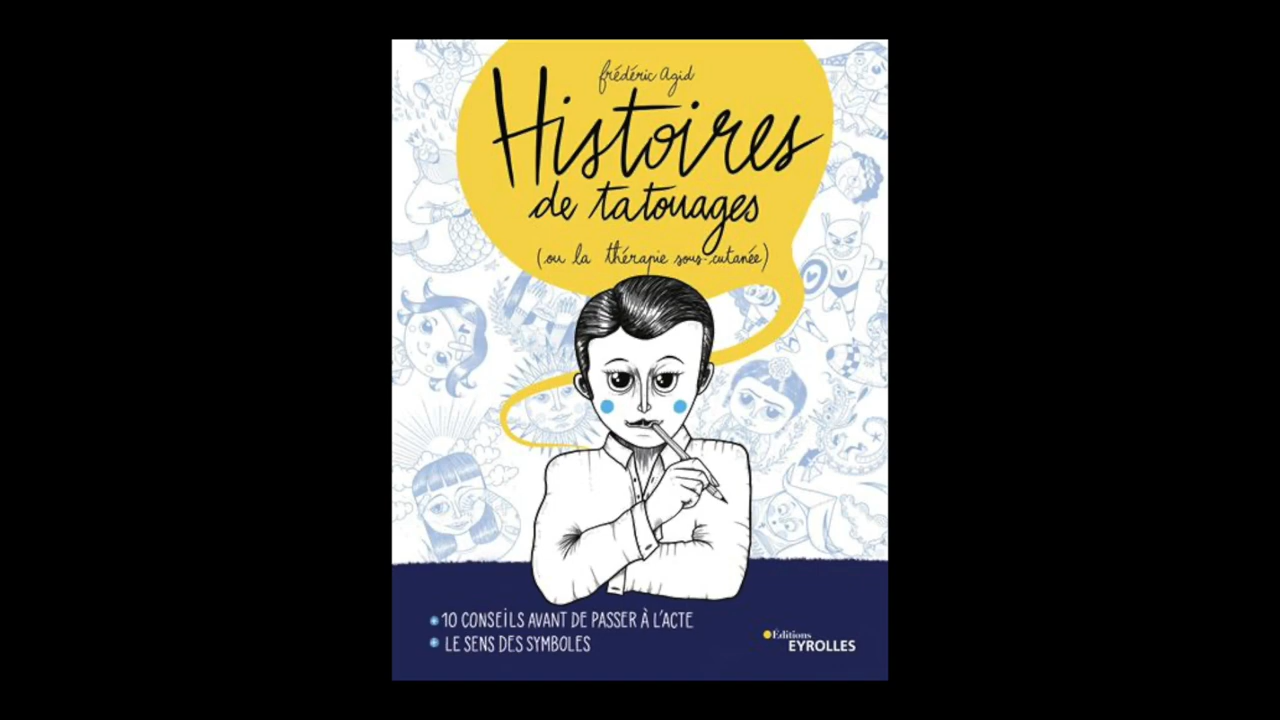 frédéric Agid
Histoires
de tatouages
(ou la thérapie sous-cutanée)
10 CONSEILS AVANT DE PASSER À L'ACTE
LE SENS DES SYMBOLES
Éditions
EYROLLES